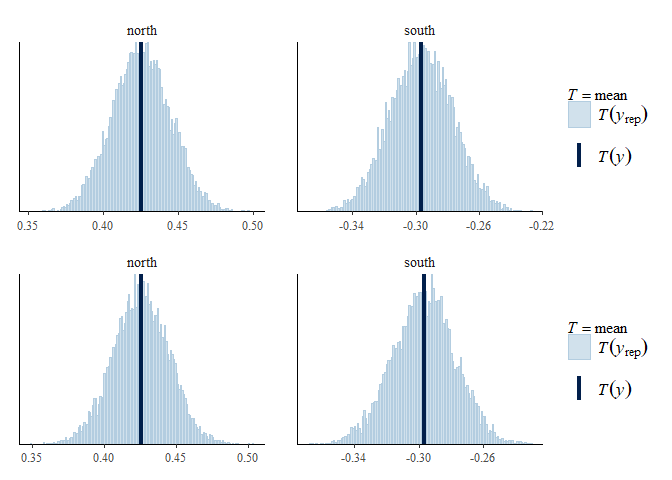 north south
T = mean
T(yrep)
T(y)
0.35 0.40 0.45 0.50 -0.34 -0.30 -0.26 -0.22
north south
T = mean
T(yrep)
T(y)
0.35 0.40 0.45 0.50 -0.34 -0.30 -0.26